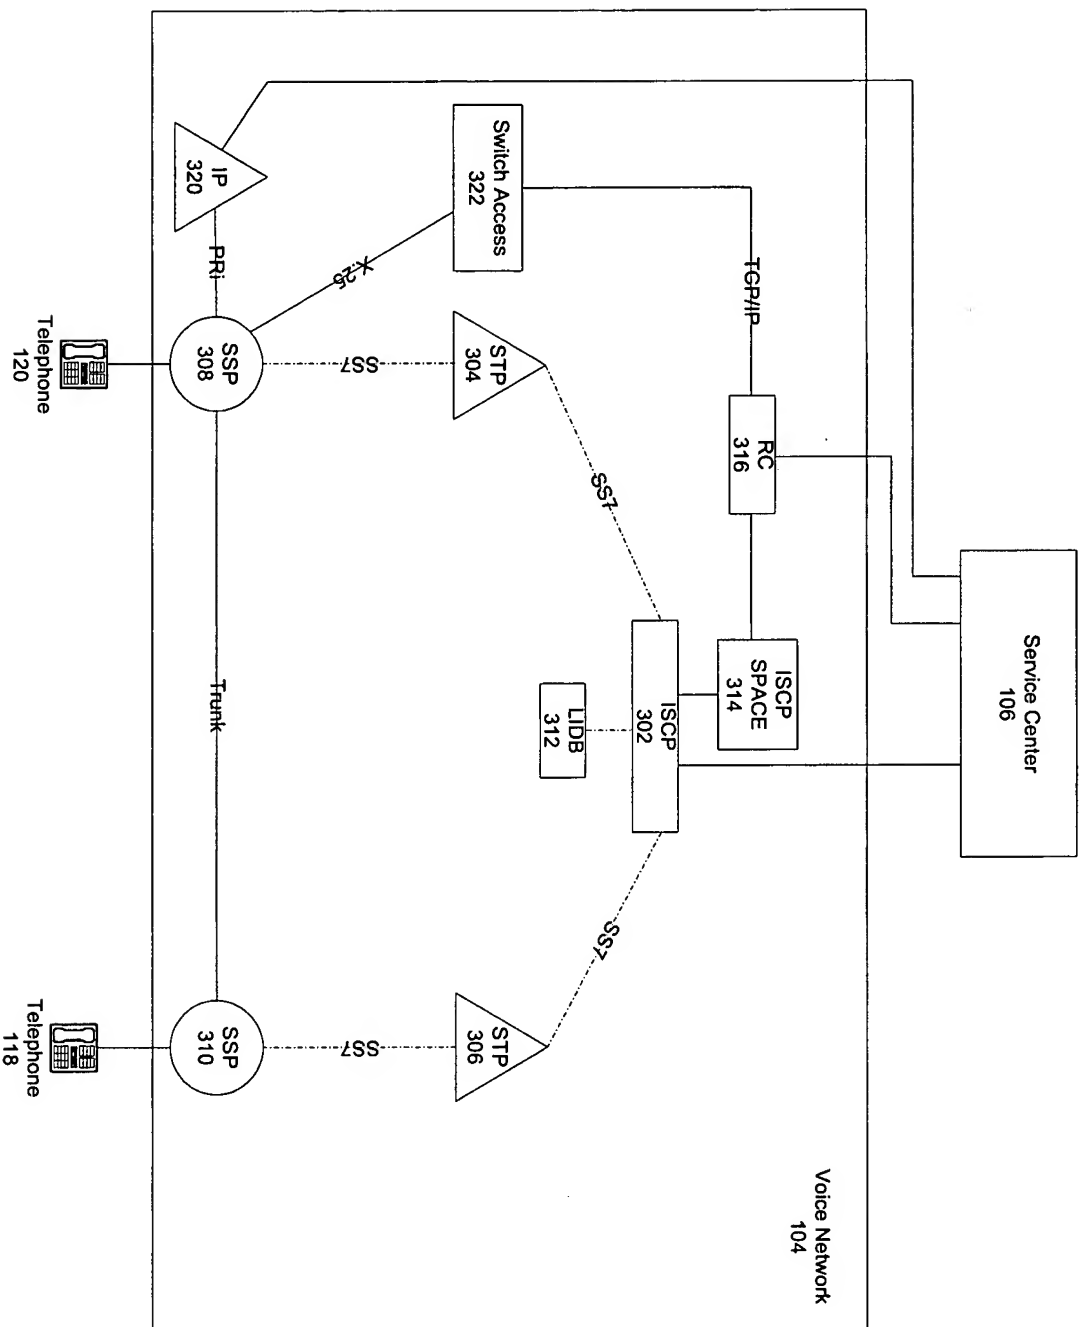 Service Center
106
Voice Network
104
TCP/IP
RC
316
ISCP
SPACE
314
ISCP
302
LIDB
312
SS7
SS7
Switch Access
322
STP
304
STP
306
X.25
SS7
SS7
IP
320
PRI
SSP
308
Trunk
SSP
310
Telephone
120
Telephone
118